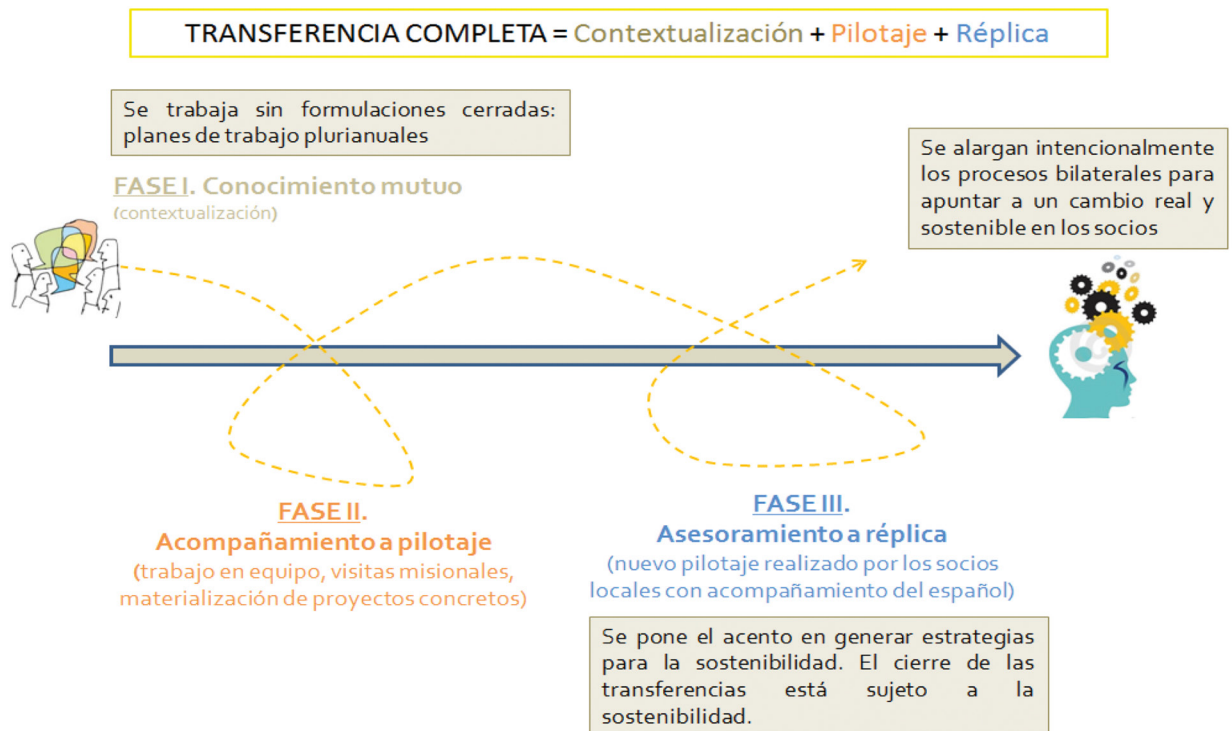 TRANSFERENCIA COMPLETA = Contextualización + Pilotaje + Réplica
Se trabaja sin formulaciones cerradas:
planes de trabajo plurianuales
FASE I. Conocimiento mutuo
(contextualización)
Se alargan intencionalmente
los procesos bilaterales para
apuntar a un cambio real y
sostenible en los socios
FASE II.
Acompañamiento a pilotaje
(trabajo en equipo, visitas misionales,
materialización de proyectos concretos)
FASE III.
Asesoramiento a réplica
(nuevo pilotaje realizado por los socios
locales con acompañamiento del español)
Se pone el acento en generar estrategias
para la sostenibilidad. El cierre de las
transferencias está sujeto a la
sostenibilidad.